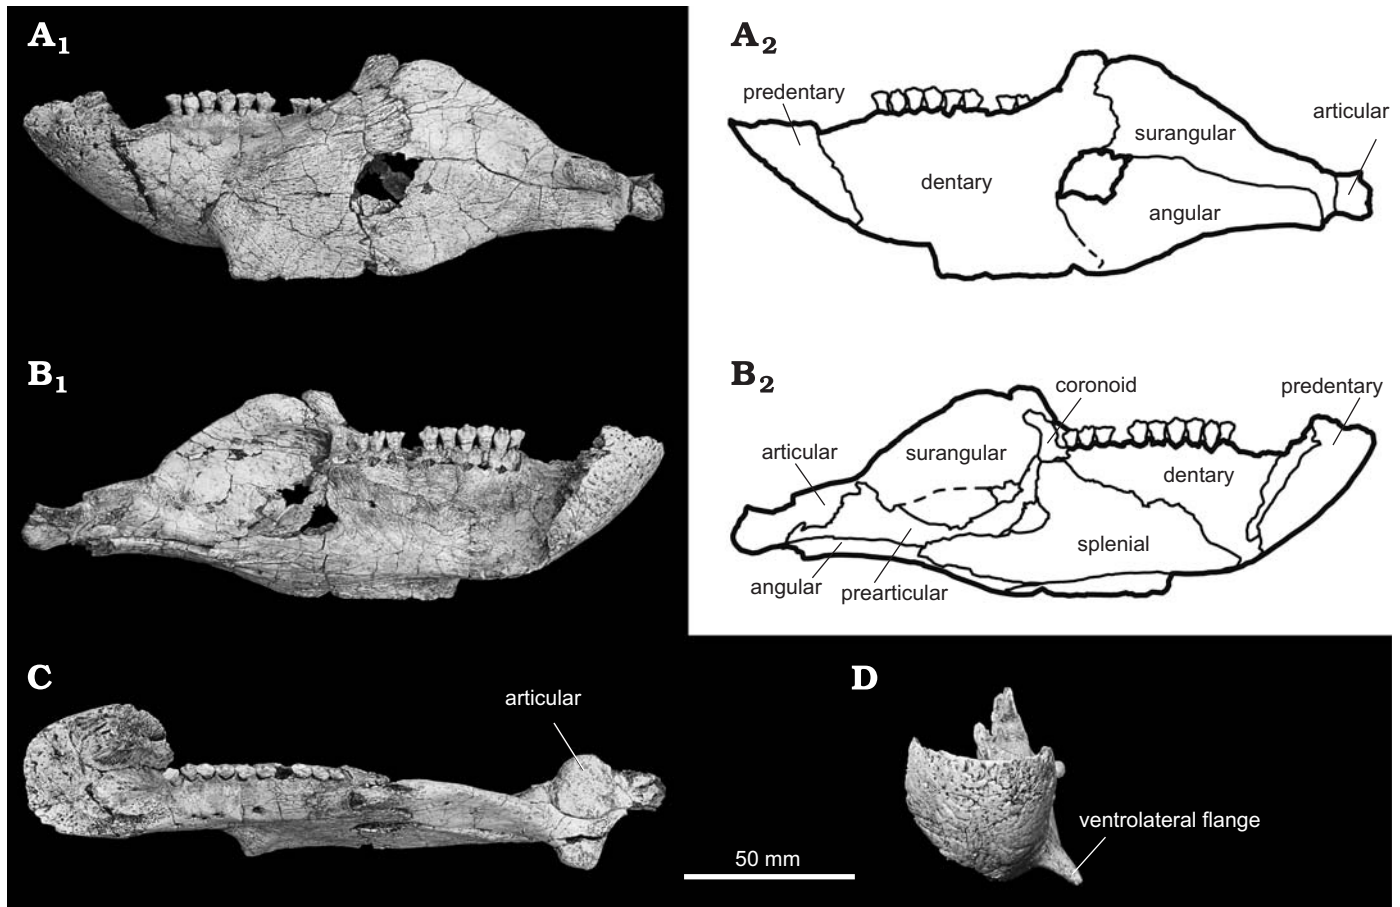 A1
A2
predentary
articular
surangular
dentary
angular
B1
B2
coronoid
predentary
articular
surangular
dentary
splenial
angular
prearticular
C
articular
D
ventrolateral flange
50 mm